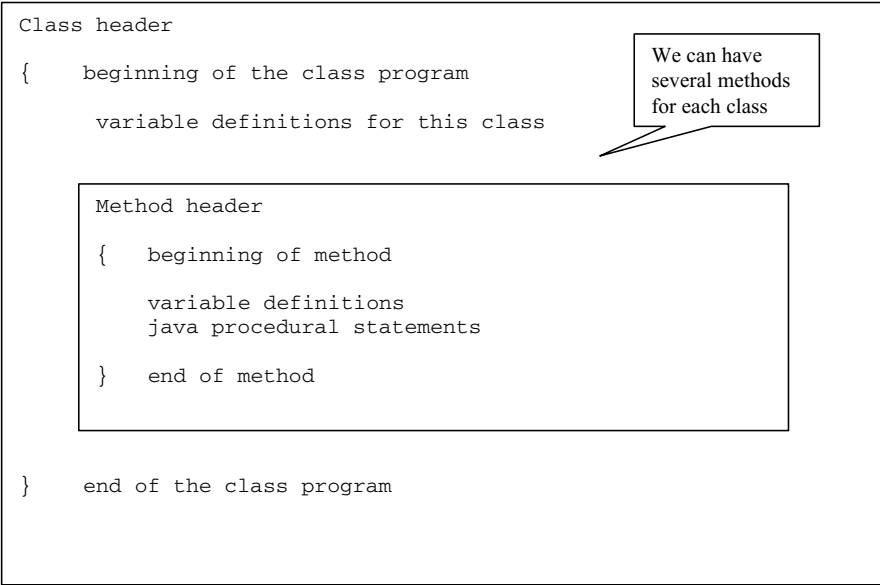 Class header
{ beginning of the class program
We can have
several methods
for each class
variable definitions for this class
Method header
{ beginning of method
variable definitions
java procedural statements
} end of method
} end of the class program